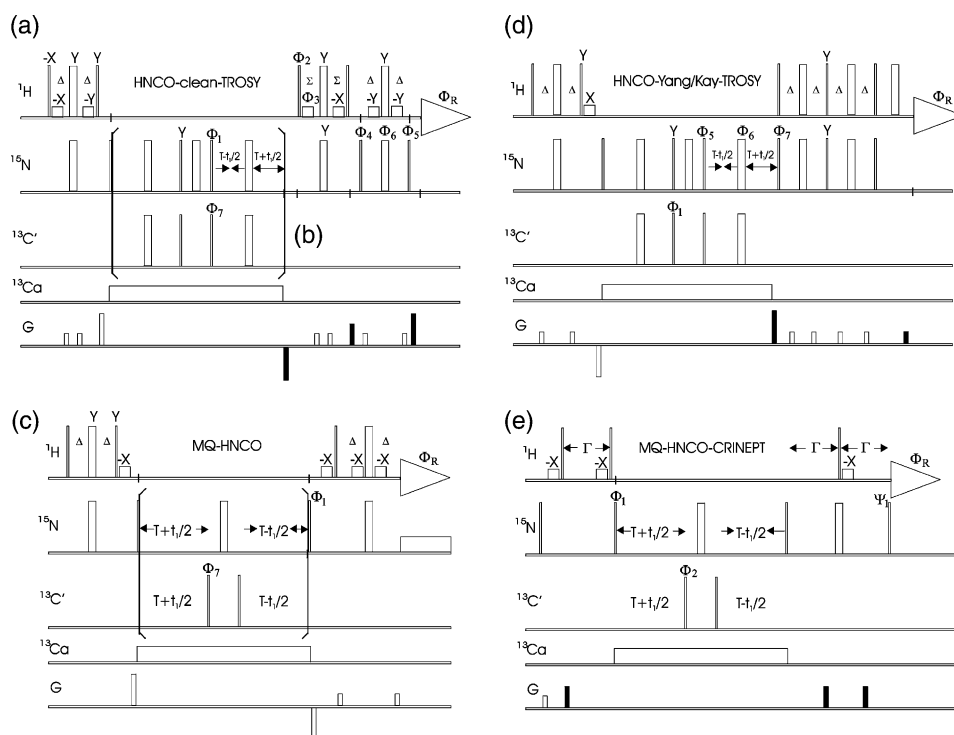 (a)
-X Y Y
HNCO-clean-TROSY
Φ2 Y Y
¹H
Δ Δ
Σ Σ Δ Δ
-X -Y
Φ3 -X -Y -Y
ΦR
¹⁵N
Y Φ1
T-t₁/2 T+t₁/2
Y Φ4 Φ6 Φ5
¹³C'
Φ7
(b)
¹³Ca
G
(d)
Y
HNCO-Yang/Kay-TROSY
Y Y
¹H
Δ Δ
X
Δ Δ Δ Δ
ΦR
¹⁵N
Y Φ5 Φ6 Φ7 Y
T-t₁/2 T+t₁/2
¹³C'
Φ1
¹³Ca
G
(c)
Y Y
MQ-HNCO
Y
¹H
Δ Δ
-X
Δ Δ
-X -X -X
ΦR
¹⁵N
Φ1
T+t₁/2 T-t₁/2
¹³C'
Φ7
T+t₁/2 T-t₁/2
¹³Ca
G
(e)
MQ-HNCO-CRINEPT
¹H
Γ Γ Γ
-X -X -X
ΦR
¹⁵N
Φ1 Ψ1
T+t₁/2 T-t₁/2
¹³C'
Φ2
T+t₁/2 T-t₁/2
¹³Ca
G